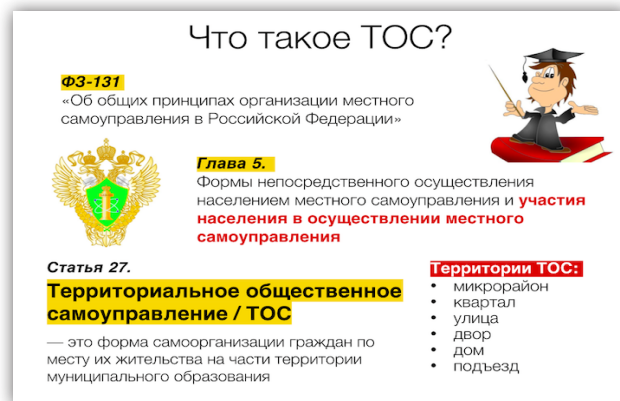 Что такое ТОС?
ФЗ-131
«Об общих принципах организации местного
самоуправления в Российской Федерации»
Глава 5.
Формы непосредственного осуществления
населением местного самоуправления и участия
населения в осуществлении местного
самоуправления
Статья 27.
Территориальное общественное
самоуправление / ТОС
— это форма самоорганизации граждан по
месту их жительства на части территории
муниципального образования
Территории ТОС:
• микрорайон
• квартал
• улица
• двор
• дом
• подъезд